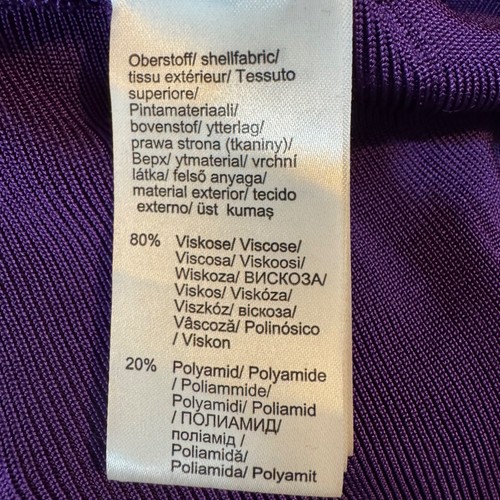 Oberstoff/ shellfabric/
tissu extérieur/ Tessuto
superiore/
Pintamateriaali/
bovenstof/ ytterlag/
prawa strona (tkaniny)/
Верх/ ytmaterial/ vrchní
látka/ felső anyaga/
material exterior/ tecido
externo/ üst kumaş
80% Viskose/ Viscose/
Viscosa/ Viskoosi/
Wiskoza/ ВИСКОЗА/
Viskos/ Viskóza/
Viszkóz/ віскоза/
Vâscoză/ Polinósico
/ Viskon
20% Polyamid/ Polyamide
/ Poliammide/
Polyamidi/ Poliamid
/ ПОЛИАМИД/
поліамід /
Poliamidă/
Poliamida/ Polyamit